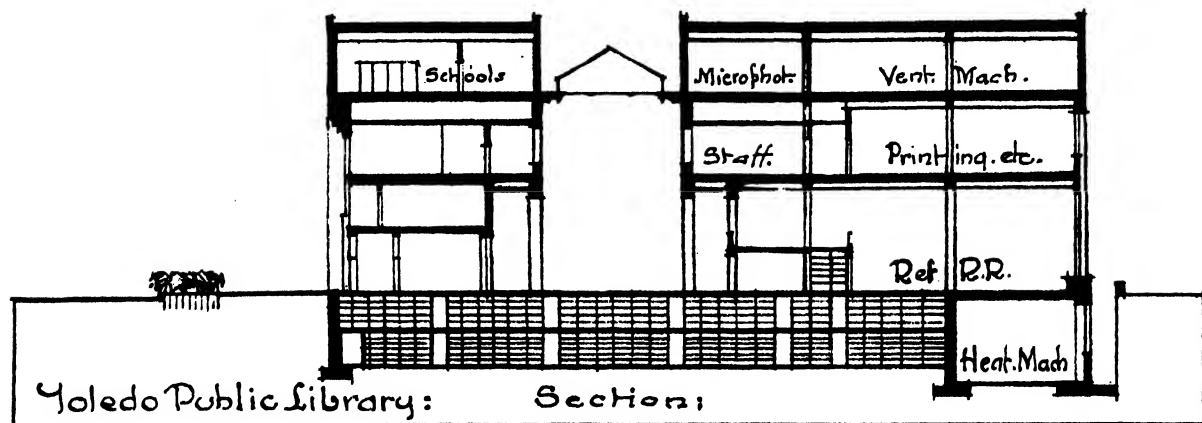 Schools
Microphot.
Vent. Mach.
Staff.
Printing. etc.
Ref. R.R.
Heat. Mach
Toledo Public Library: Section: